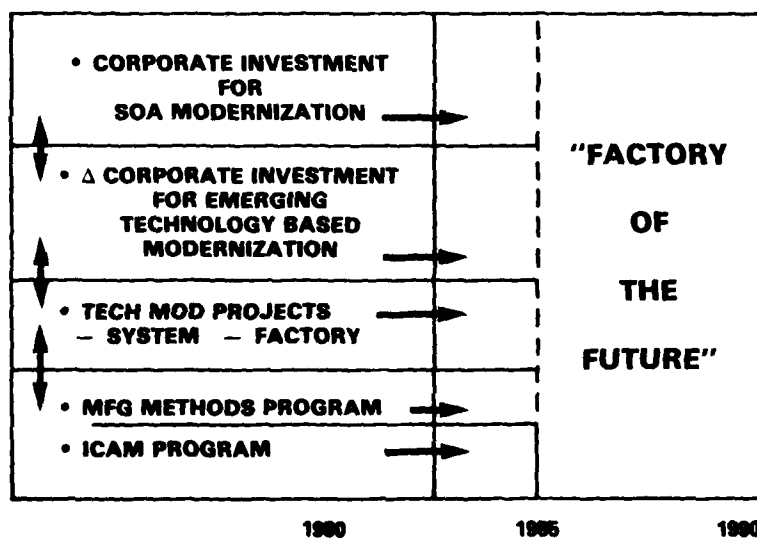 • CORPORATE INVESTMENT
FOR
SOA MODERNIZATION
• Δ CORPORATE INVESTMENT
FOR EMERGING
TECHNOLOGY BASED
MODERNIZATION
• TECH MOD PROJECTS
– SYSTEM – FACTORY
• MFG METHODS PROGRAM
• ICAM PROGRAM
"FACTORY
OF
THE
FUTURE"
1980 1985 1990